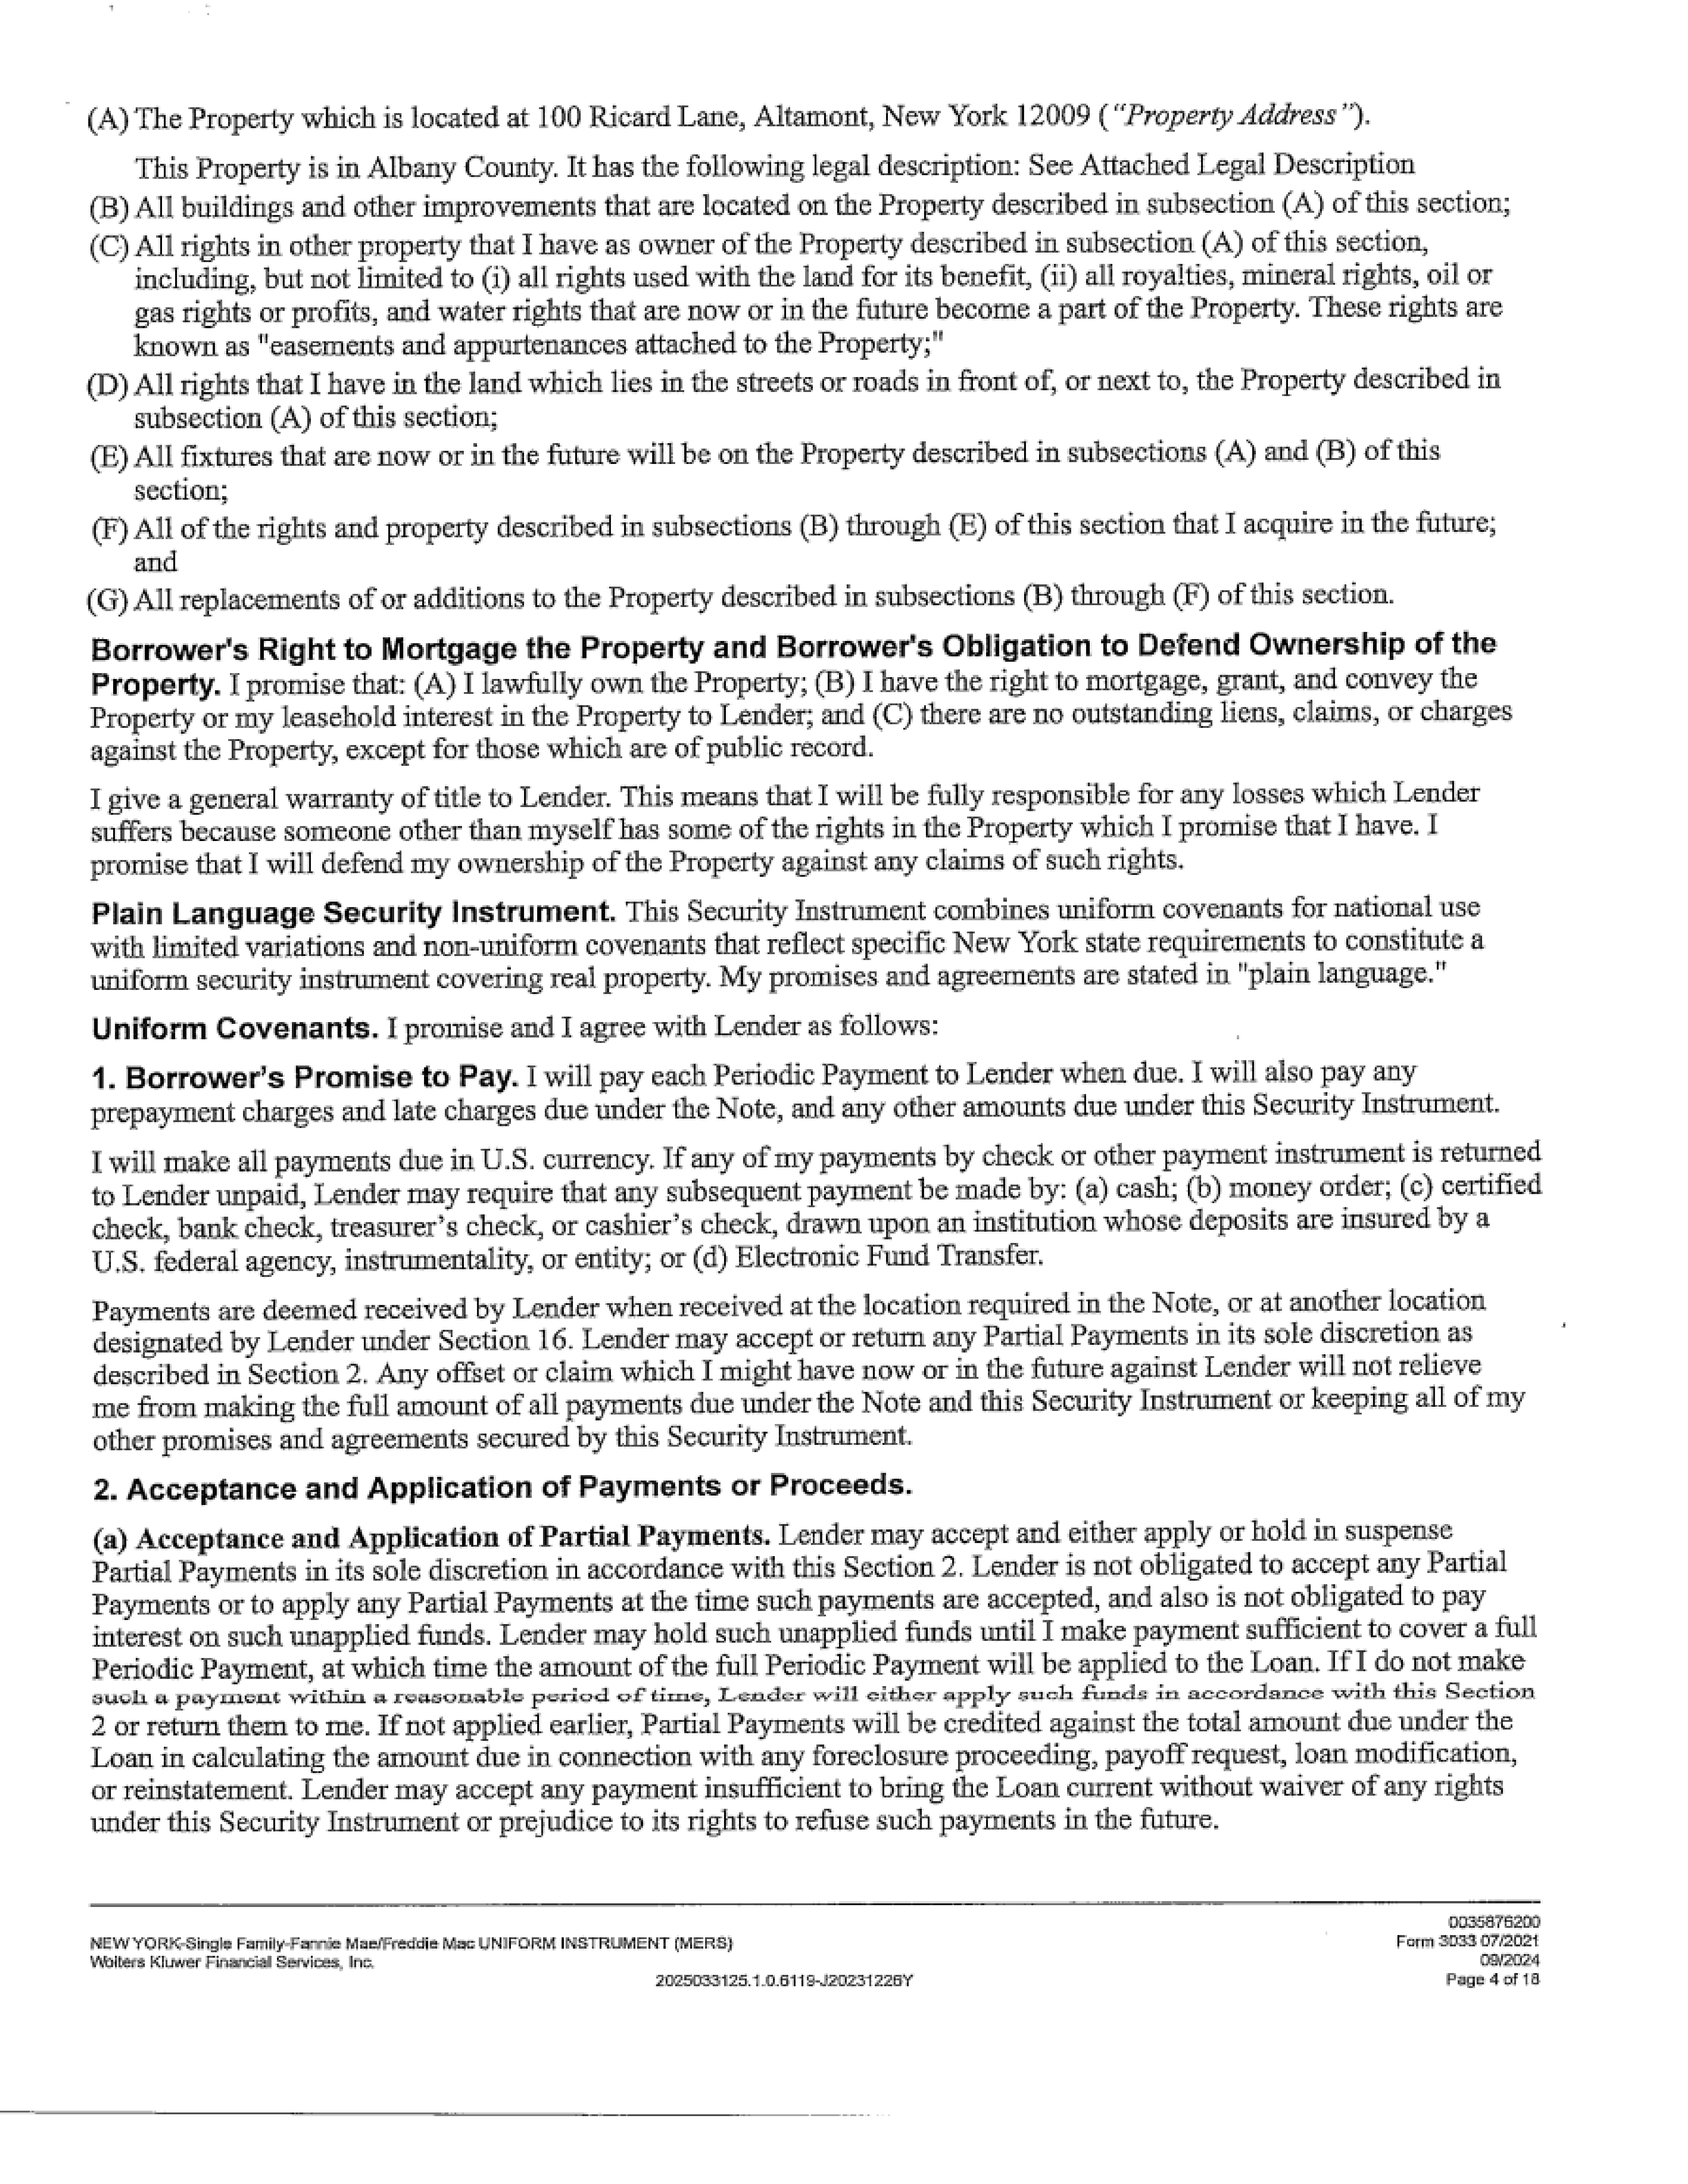 (A) The Property which is located at 100 Ricard Lane, Altamont, New York 12009 ("Property Address").
This Property is in Albany County. It has the following legal description: See Attached Legal Description
(B) All buildings and other improvements that are located on the Property described in subsection (A) of this section;
(C) All rights in other property that I have as owner of the Property described in subsection (A) of this section,
including, but not limited to (i) all rights used with the land for its benefit, (ii) all royalties, mineral rights, oil or
gas rights or profits, and water rights that are now or in the future become a part of the Property. These rights are
known as "easements and appurtenances attached to the Property;"
(D) All rights that I have in the land which lies in the streets or roads in front of, or next to, the Property described in
subsection (A) of this section;
(E) All fixtures that are now or in the future will be on the Property described in subsections (A) and (B) of this
section;
(F) All of the rights and property described in subsections (B) through (E) of this section that I acquire in the future;
and
(G) All replacements of or additions to the Property described in subsections (B) through (F) of this section.
Borrower's Right to Mortgage the Property and Borrower's Obligation to Defend Ownership of the
Property. I promise that: (A) I lawfully own the Property; (B) I have the right to mortgage, grant, and convey the
Property or my leasehold interest in the Property to Lender; and (C) there are no outstanding liens, claims, or charges
against the Property, except for those which are of public record.
I give a general warranty of title to Lender. This means that I will be fully responsible for any losses which Lender
suffers because someone other than myself has some of the rights in the Property which I promise that I have. I
promise that I will defend my ownership of the Property against any claims of such rights.
Plain Language Security Instrument. This Security Instrument combines uniform covenants for national use
with limited variations and non-uniform covenants that reflect specific New York state requirements to constitute a
uniform security instrument covering real property. My promises and agreements are stated in "plain language."
Uniform Covenants. I promise and I agree with Lender as follows:
1. Borrower's Promise to Pay. I will pay each Periodic Payment to Lender when due. I will also pay any
prepayment charges and late charges due under the Note, and any other amounts due under this Security Instrument.
I will make all payments due in U.S. currency. If any of my payments by check or other payment instrument is returned
to Lender unpaid, Lender may require that any subsequent payment be made by: (a) cash; (b) money order; (c) certified
check, bank check, treasurer's check, or cashier's check, drawn upon an institution whose deposits are insured by a
U.S. federal agency, instrumentality, or entity; or (d) Electronic Fund Transfer.
Payments are deemed received by Lender when received at the location required in the Note, or at another location
designated by Lender under Section 16. Lender may accept or return any Partial Payments in its sole discretion as
described in Section 2. Any offset or claim which I might have now or in the future against Lender will not relieve
me from making the full amount of all payments due under the Note and this Security Instrument or keeping all of my
other promises and agreements secured by this Security Instrument.
2. Acceptance and Application of Payments or Proceeds.
(a) Acceptance and Application of Partial Payments. Lender may accept and either apply or hold in suspense
Partial Payments in its sole discretion in accordance with this Section 2. Lender is not obligated to accept any Partial
Payments or to apply any Partial Payments at the time such payments are accepted, and also is not obligated to pay
interest on such unapplied funds. Lender may hold such unapplied funds until I make payment sufficient to cover a full
Periodic Payment, at which time the amount of the full Periodic Payment will be applied to the Loan. If I do not make
such a payment within a reasonable period of time, Lender will either apply such funds in accordance with this Section
2 or return them to me. If not applied earlier, Partial Payments will be credited against the total amount due under the
Loan in calculating the amount due in connection with any foreclosure proceeding, payoff request, loan modification,
or reinstatement. Lender may accept any payment insufficient to bring the Loan current without waiver of any rights
under this Security Instrument or prejudice to its rights to refuse such payments in the future.
0035876200
NEW YORK-Single Family-Fannie Mae/Freddie Mac UNIFORM INSTRUMENT (MERS)
Form 3033 07/2021
Wolters Kluwer Financial Services, Inc.
09/2024
2025033125.1.0.6119-J20231226Y
Page 4 of 18